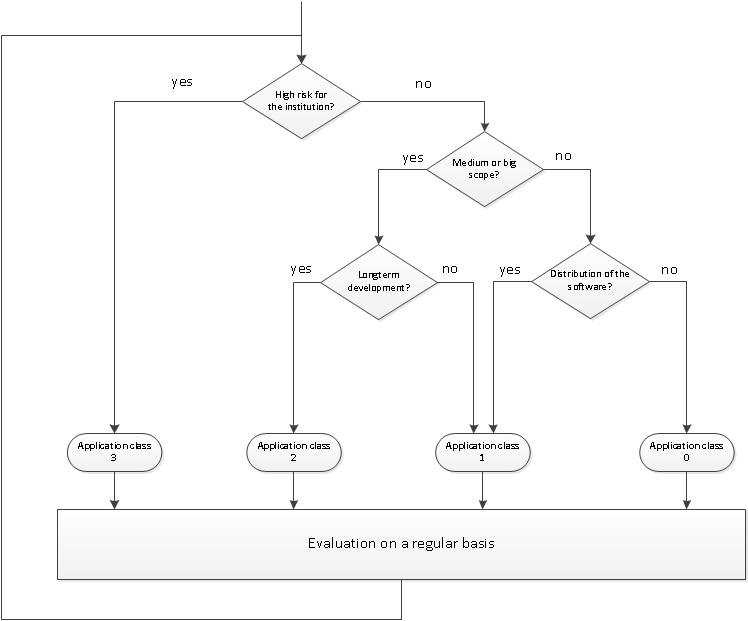 yes
no
High risk for
the institution?
yes
no
Medium or big
scope?
yes
no
yes
no
Longterm
development?
Distribution of the
software?
Application class
3
Application class
2
Application class
1
Application class
0
Evaluation on a regular basis